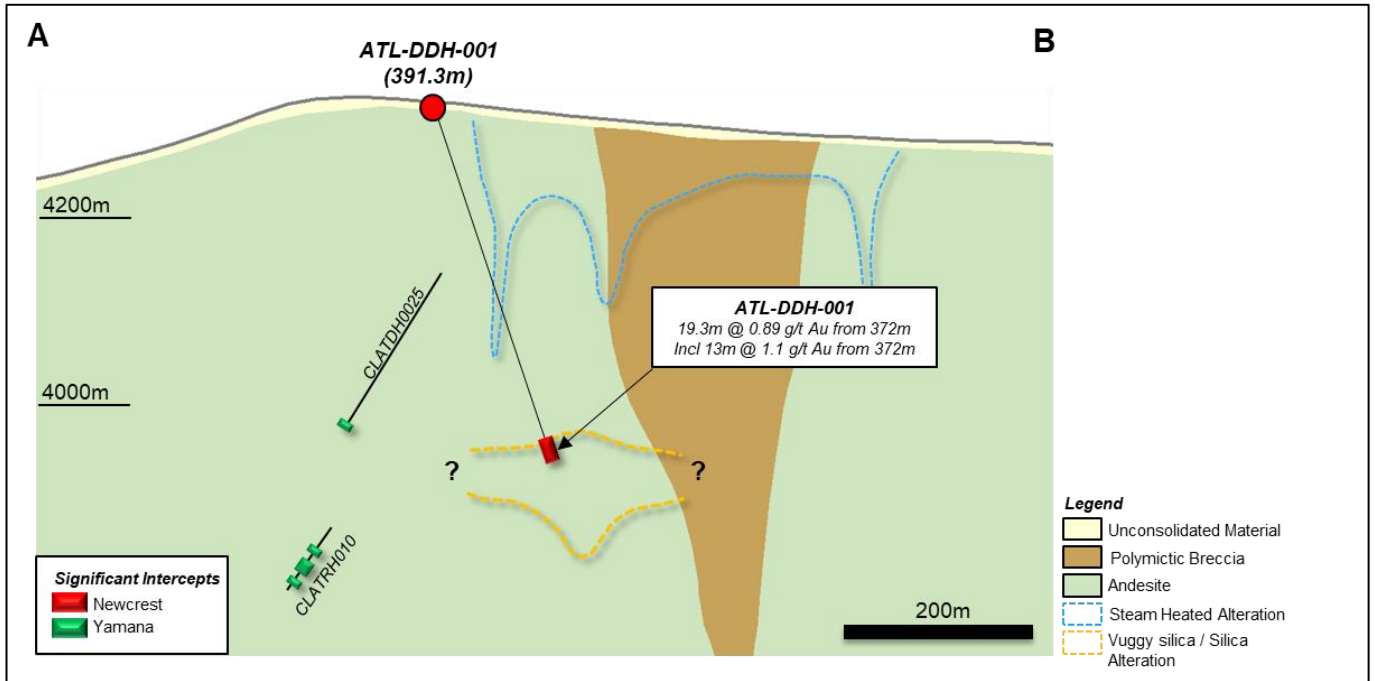 A
B
ATL-DDH-001
(391.3m)
4200m
CLATDH0025
ATL-DDH-001
19.3m @ 0.89 g/t Au from 372m
Incl 13m @ 1.1 g/t Au from 372m
4000m
?
?
CLATRH010
Significant Intercepts
Newcrest
Yamana
200m
Legend
Unconsolidated Material
Polymictic Breccia
Andesite
Steam Heated Alteration
Vuggy silica / Silica
Alteration